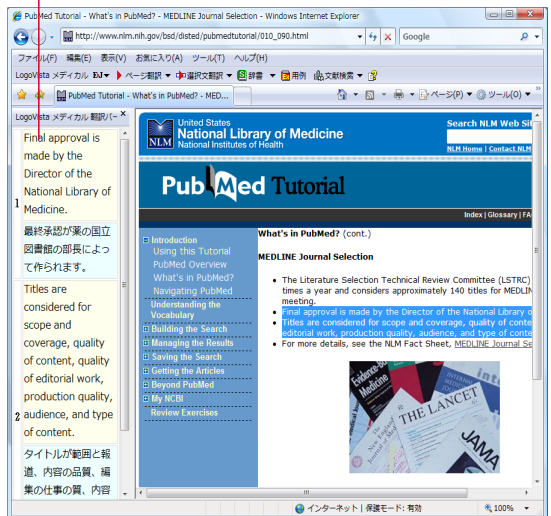 PubMed Tutorial - What's in PubMed? - MEDLINE Journal Selection - Windows Internet Explorer
http://www.nlm.nih.gov/bsd/disted/pubmedtutorial/010_090.html
Google
ファイル(F) 編集(E) 表示(V) お気に入り(A) ツール(T) ヘルプ(H)
LogoVista メディカル EJ ページ翻訳 選択文翻訳 辞書 用例 文献検索
PubMed Tutorial - What's in PubMed? - MED...
ページ(P) ツール(O)
LogoVista メディカル 翻訳パー
1
Final approval is
made by the
Director of the
National Library of
Medicine.
最終承認が薬の国立
図書館の部長によっ
て作られます。
2
Titles are
considered for
scope and
coverage, quality
of content, quality
of editorial work,
production quality,
audience, and type
of content.
タイトルが範囲と報
道、内容の品質、編
集の仕事の質、内容
NLM
United States
National Library of Medicine
National Institutes of Health
Search NLM Web Sit
NLM Home | Contact NLM
PubMed Tutorial
Index | Glossary | FA
Introduction
Using this Tutorial
PubMed Overview
What's in PubMed?
Navigating PubMed
Understanding the
Vocabulary
Building the Search
Managing the Results
Saving the Search
Getting the Articles
Beyond PubMed
My NCBI
Review Exercises
What's in PubMed? (cont.)
MEDLINE Journal Selection
The Literature Selection Technical Review Committee (LSTRC)
times a year and considers approximately 140 titles for MEDLIN
meeting.
Final approval is made by the Director of the National Library o
Titles are considered for scope and coverage, quality of conte
editorial work, production quality, audience, and type of conte
For more details, see the NLM Fact Sheet, MEDLINE Journal Se
Evidence-Based
Medicine
THE LANCET
JAMA
インターネット | 保護モード: 有効
100%